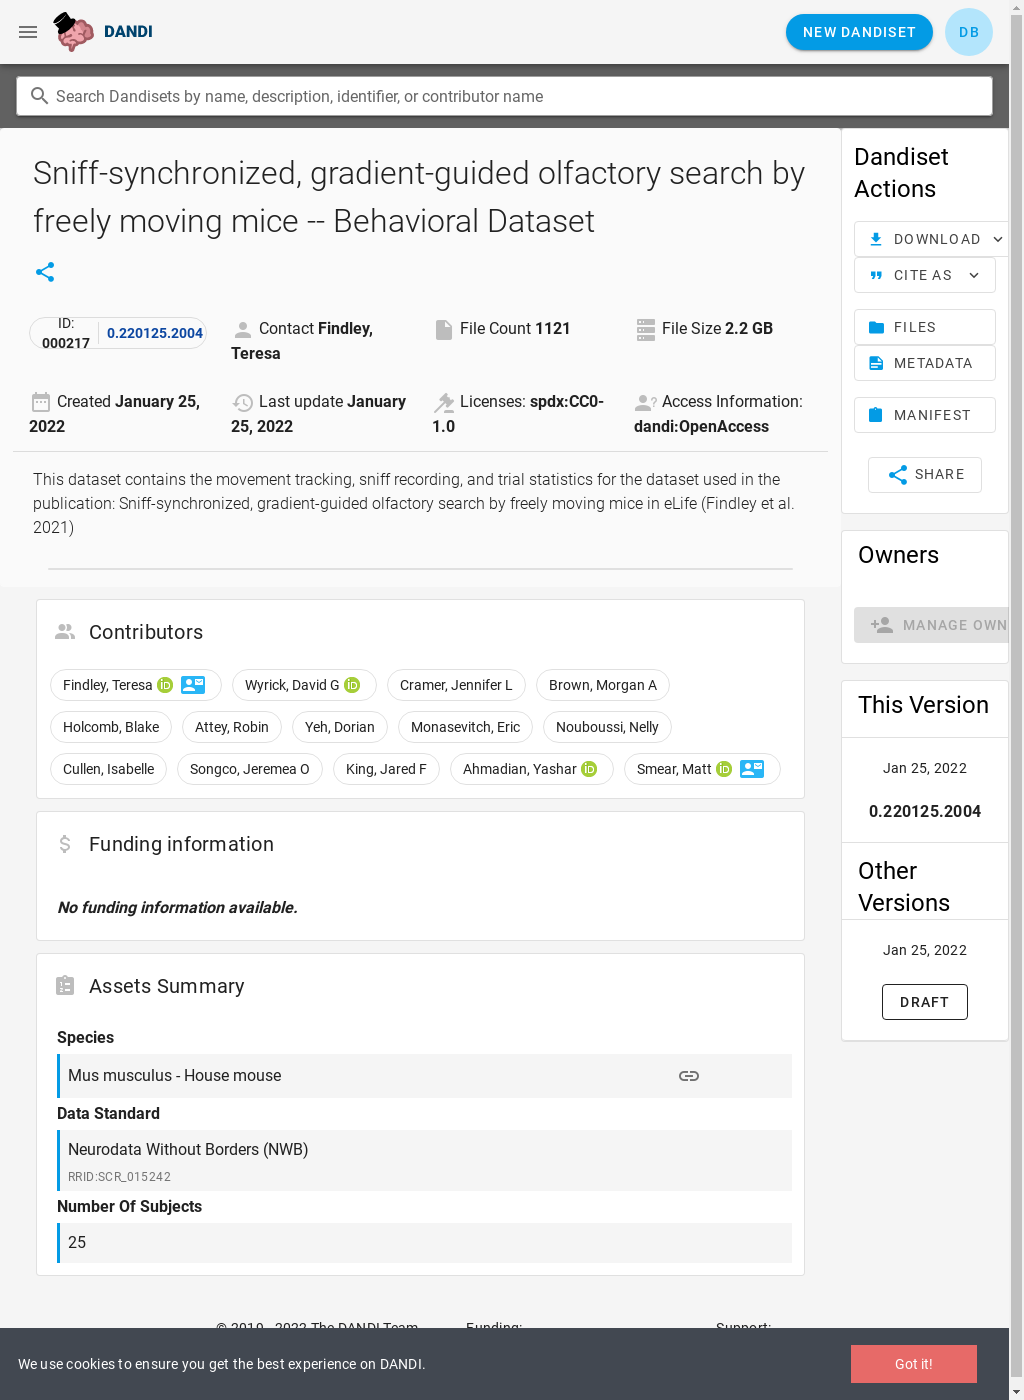 DANDI
NEW DANDISET
DB
Search Dandisets by name, description, identifier, or contributor name
Sniff-synchronized, gradient-guided olfactory search by
freely moving mice -- Behavioral Dataset
ID:
000217
0.220125.2004
Contact Findley,
Teresa
File Count 1121
File Size 2.2 GB
Created January 25,
2022
Last update January
25, 2022
Licenses: spdx:CC0-
1.0
Access Information:
dandi:OpenAccess
This dataset contains the movement tracking, sniff recording, and trial statistics for the dataset used in the
publication: Sniff-synchronized, gradient-guided olfactory search by freely moving mice in eLife (Findley et al.
2021)
Contributors
Findley, Teresa iD
Wyrick, David G iD
Cramer, Jennifer L
Brown, Morgan A
Holcomb, Blake
Attey, Robin
Yeh, Dorian
Monasevitch, Eric
Nouboussi, Nelly
Cullen, Isabelle
Songco, Jeremea O
King, Jared F
Ahmadian, Yashar iD
Smear, Matt iD
Funding information
No funding information available.
Assets Summary
Species
Mus musculus - House mouse
Data Standard
Neurodata Without Borders (NWB)
RRID:SCR_015242
Number Of Subjects
25
Dandiset
Actions
DOWNLOAD
CITE AS
FILES
METADATA
MANIFEST
SHARE
Owners
MANAGE OWN
This Version
Jan 25, 2022
0.220125.2004
Other
Versions
Jan 25, 2022
DRAFT
© 2019 - 2022 The DANDI Team
Funding:
Support:
We use cookies to ensure you get the best experience on DANDI.
Got it!